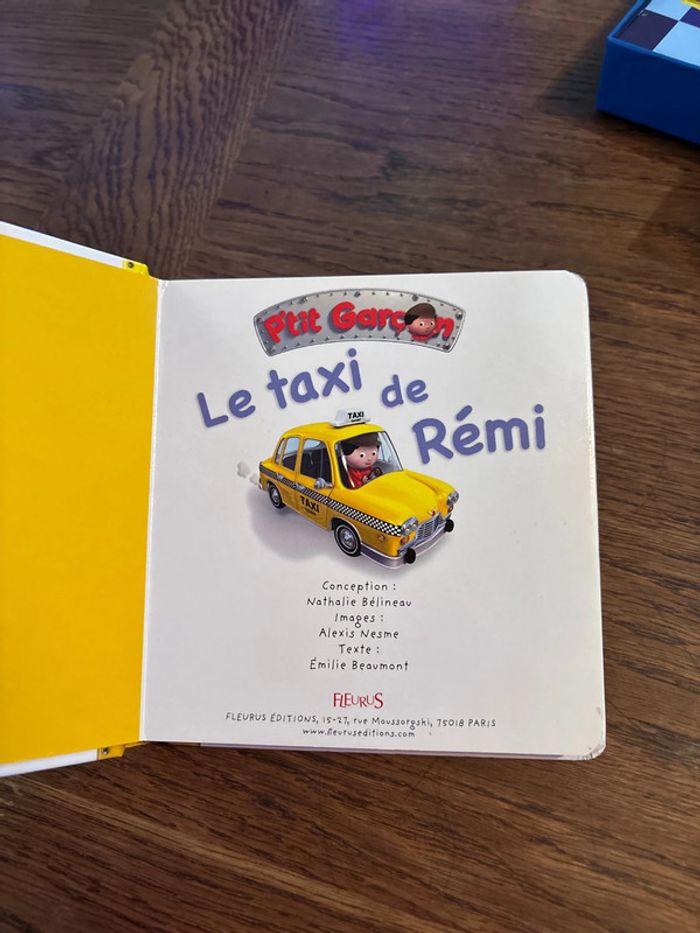 P'tit Garçon
Le taxi de Rémi
TAXI
TAXI
Conception :
Nathalie Bélineau
Images :
Alexis Nesme
Texte :
Émilie Beaumont
FLEURUS
FLEURUS ÉDITIONS, 15-27, rue Moussorgski, 75018 PARIS
www.fleuruseditions.com